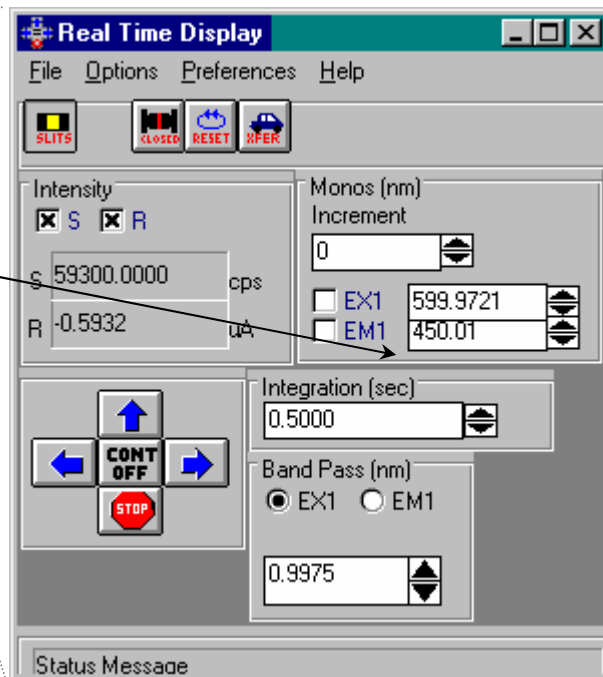 Real Time Display
File Options Preferences Help
SLITS CLOSED RESET XFER
Intensity
S R
S 59300.0000 cps
R -0.5932 uA
Monos (nm)
Increment
0
EX1 599.9721
EM1 450.01
CONT
OFF
STOP
Integration (sec)
0.5000
Band Pass (nm)
EX1 EM1
0.9975
Status Message